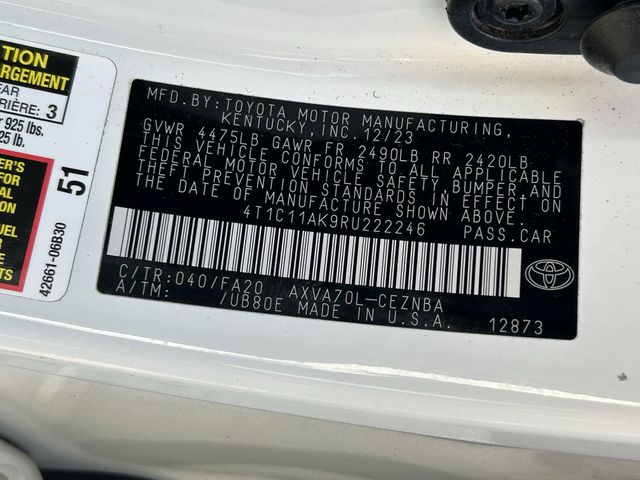 TION
ARGEMENT
EAR
RIÈRE: 3
r 925 lbs.
51
42661-06B30
MFD.BY:TOYOTA MOTOR MANUFACTURING,
KENTUCKY,INC.12/23
GVWR 4475LB GAWR FR 2490LB RR 2420LB
THIS VEHICLE CONFORMS TO ALL APPLICABLE
FEDERAL MOTOR VEHICLE SAFETY,BUMPER AND
THEFT PREVENTION STANDARDS IN EFFECT ON
THE DATE OF MANUFACTURE SHOWN ABOVE.
4T1C11AK9RU222246 PASS.CAR
C/TR:040/FA20 AXVA70L-CEZNBA
A/TM: /UB80E MADE IN U.S.A. 12873